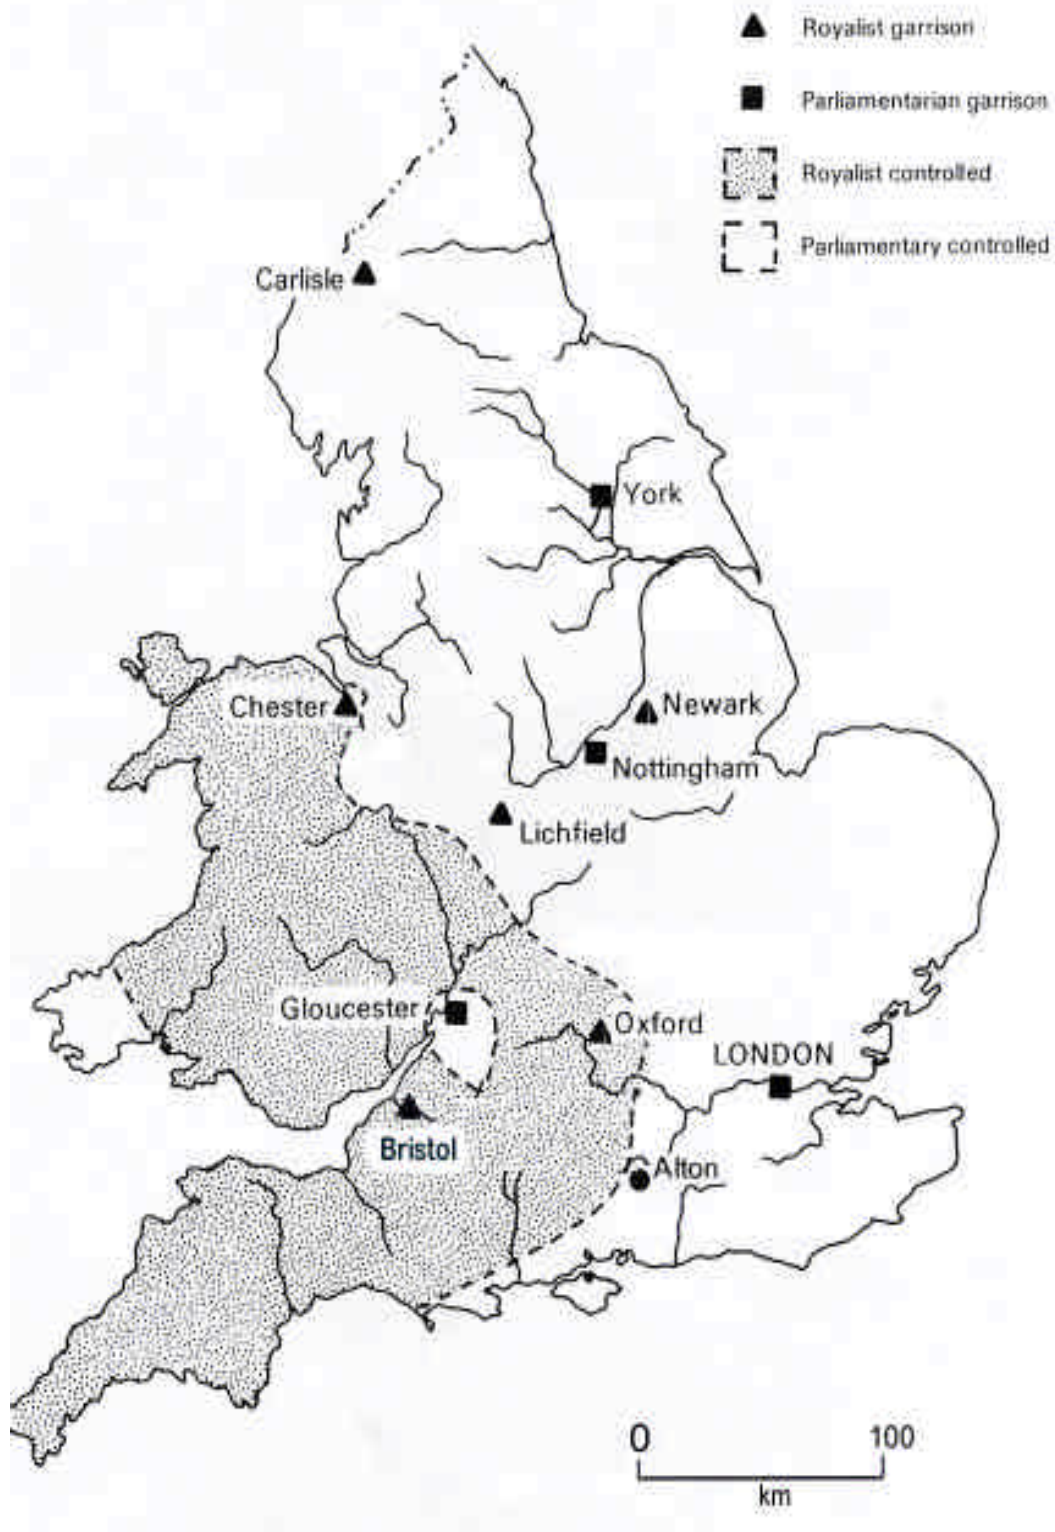 Royalist garrison
Parliamentarian garrison
Royalist controlled
Parliamentary controlled
Carlisle
York
Chester
Newark
Nottingham
Lichfield
Gloucester
Oxford
LONDON
Bristol
Alton
0 100
km